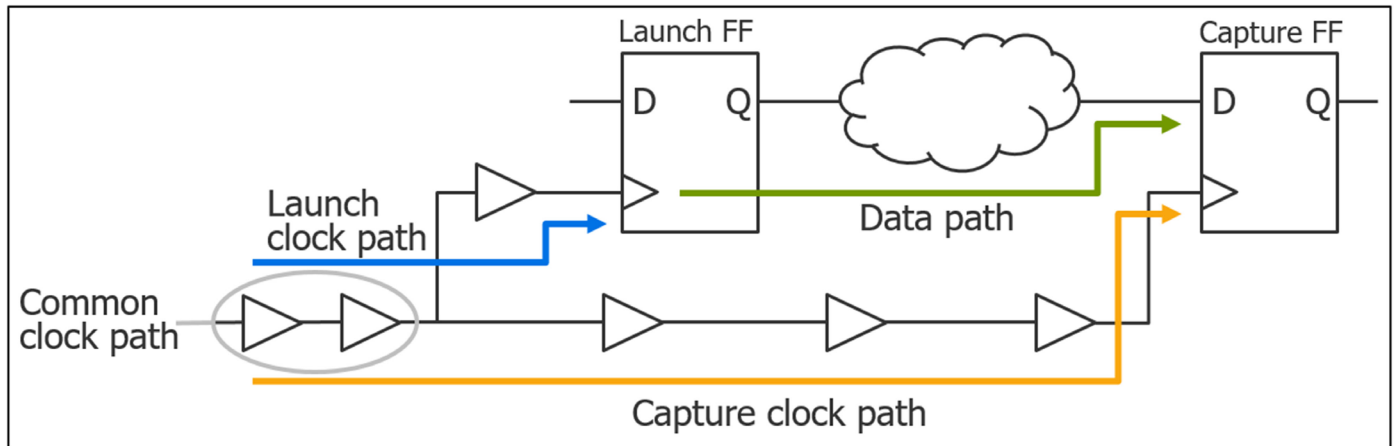 Launch FF
Capture FF
D
Q
D
Q
Launch
clock path
Data path
Common
clock path
Capture clock path